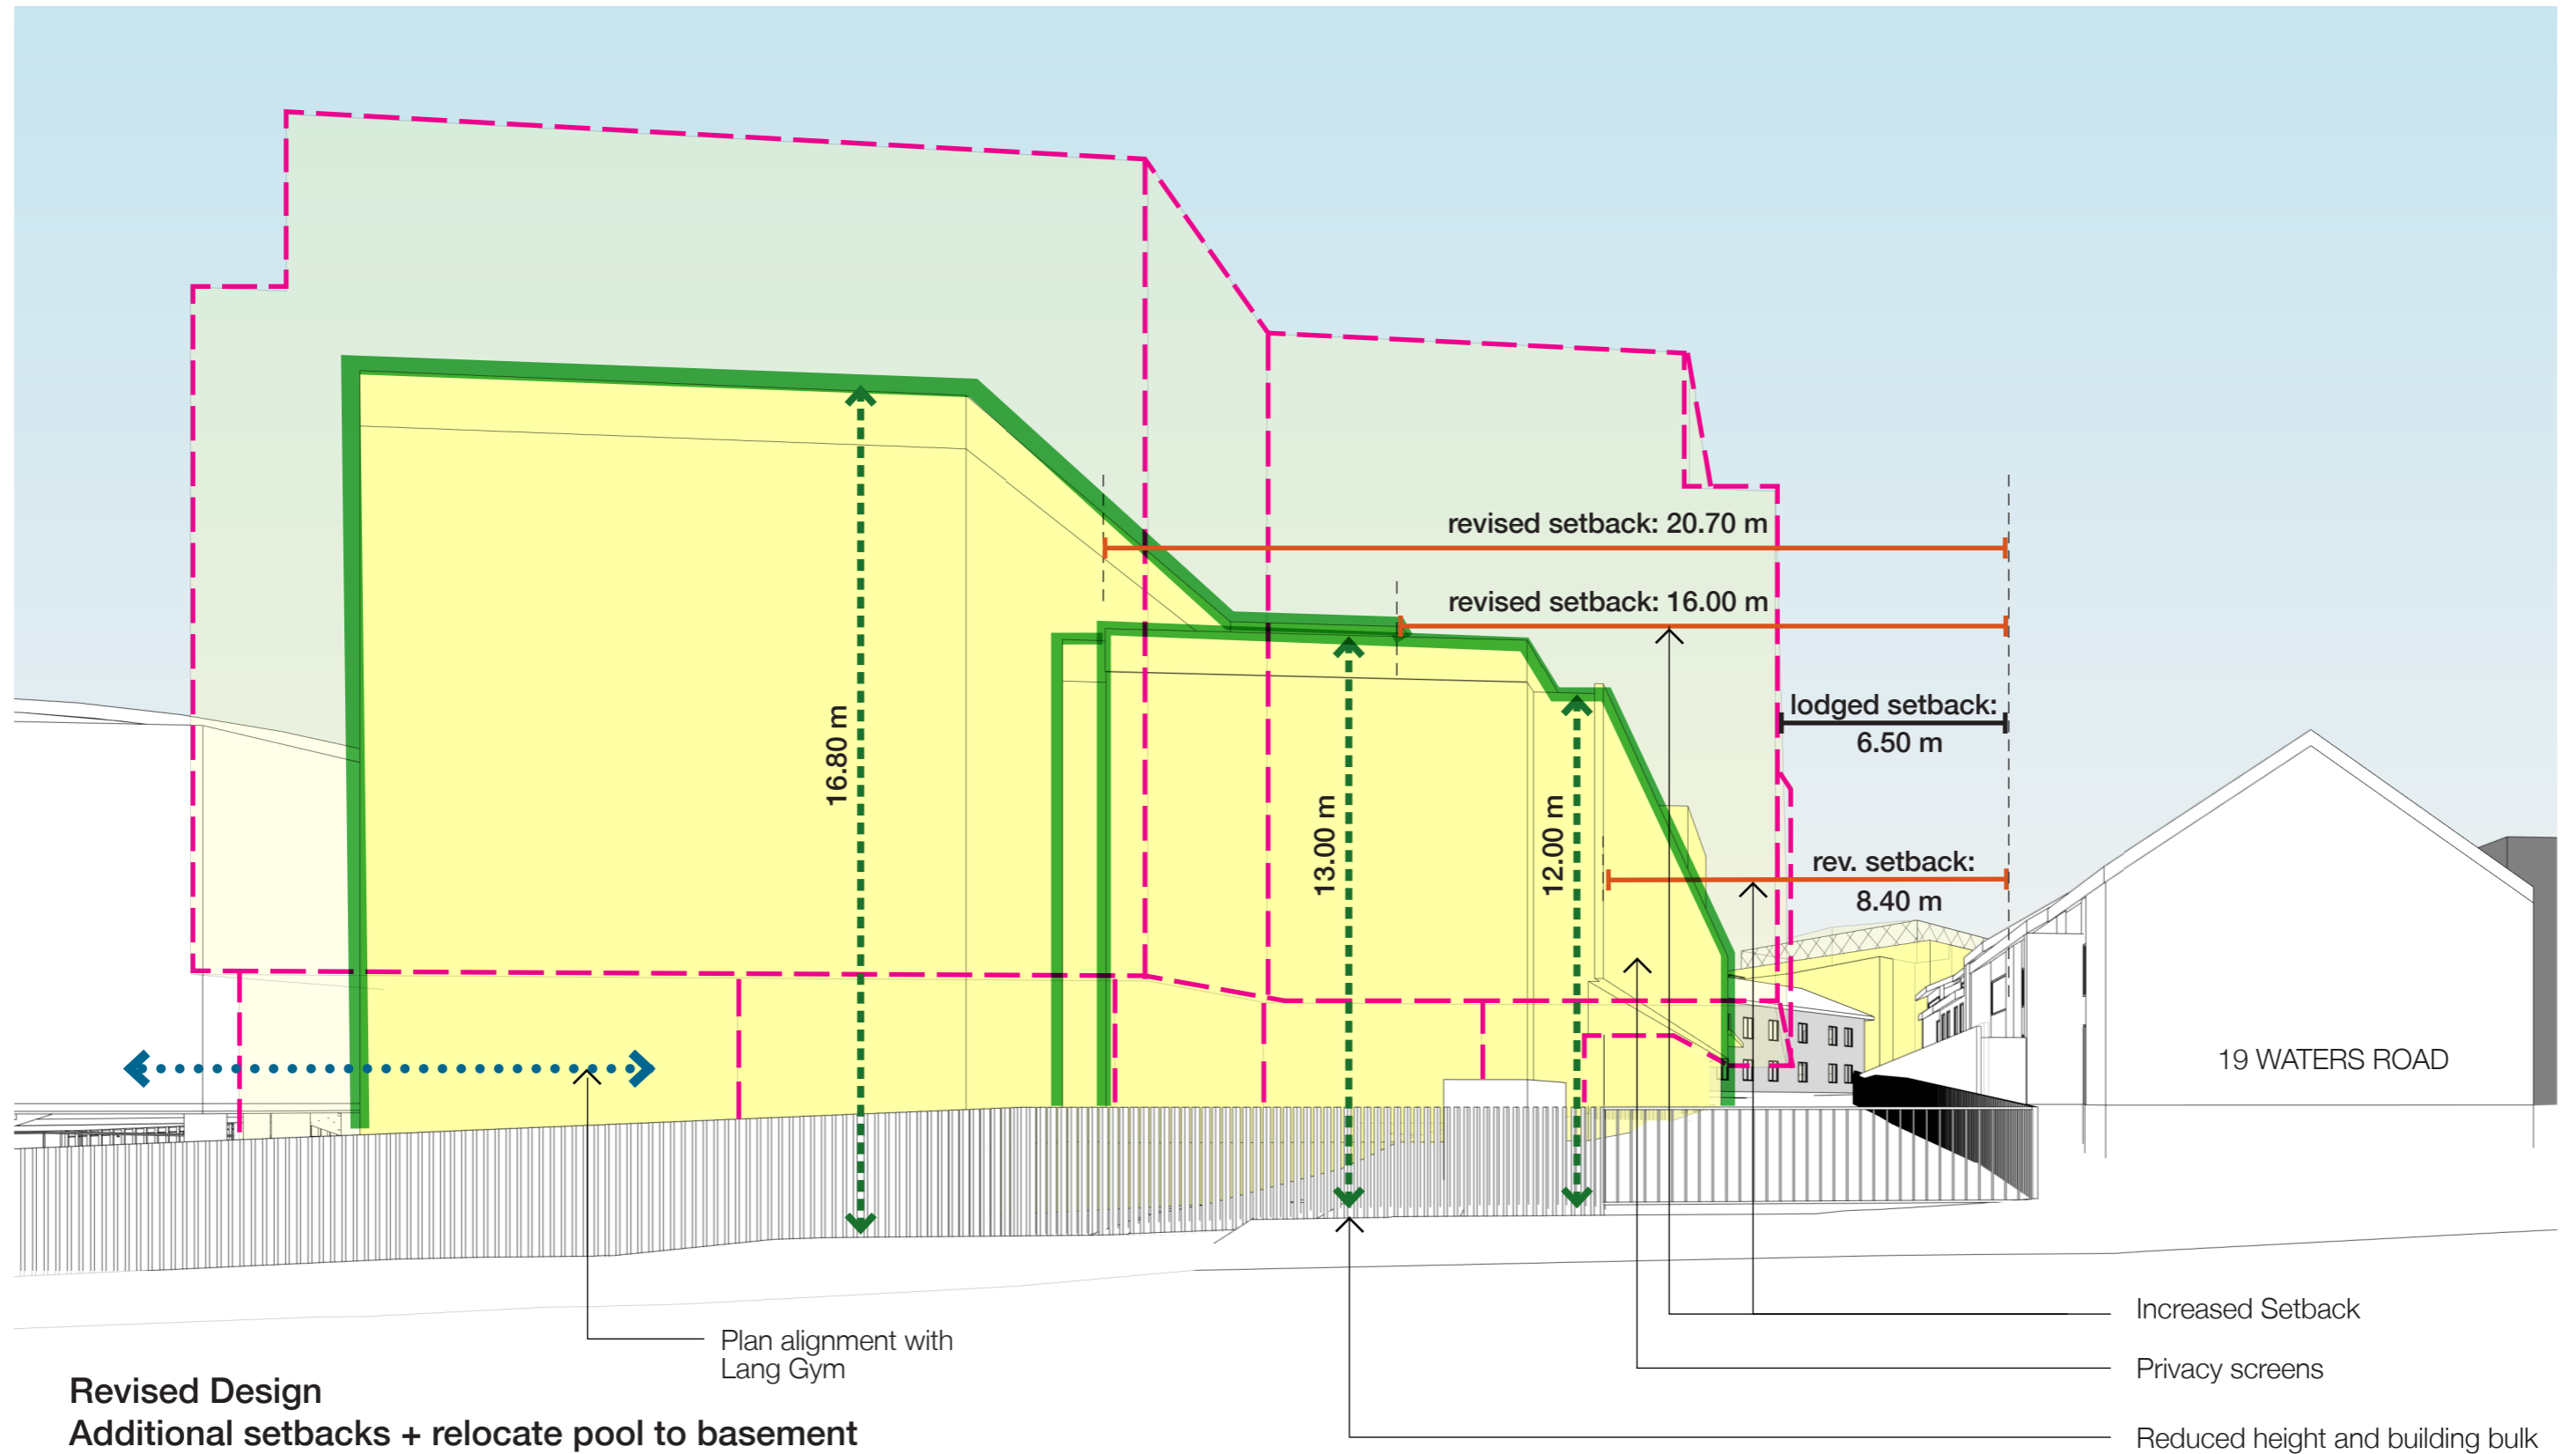 revised setback: 20.70 m
revised setback: 16.00 m
lodged setback:
6.50 m
16.80 m
13.00 m
12.00 m
rev. setback:
8.40 m
19 WATERS ROAD
Increased Setback
Plan alignment with
Lang Gym
Privacy screens
Revised Design
Additional setbacks + relocate pool to basement
Reduced height and building bulk